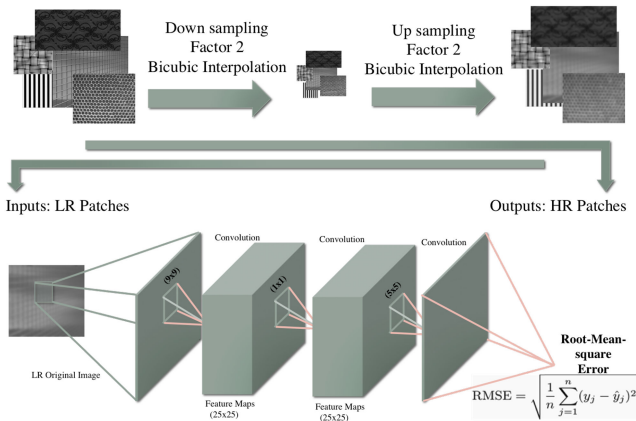 Down sampling
Factor 2
Bicubic Interpolation
Up sampling
Factor 2
Bicubic Interpolation
Inputs: LR Patches
Outputs: HR Patches
Convolution
Convolution
Convolution
(9x9)
(1x1)
(5x5)
LR Original Image
Feature Maps
(25x25)
Feature Maps
(25x25)
Root-Mean-
square
Error
RMSE = √(1/n ∑_{j=1}^{n} (y_j − ŷ_j)²